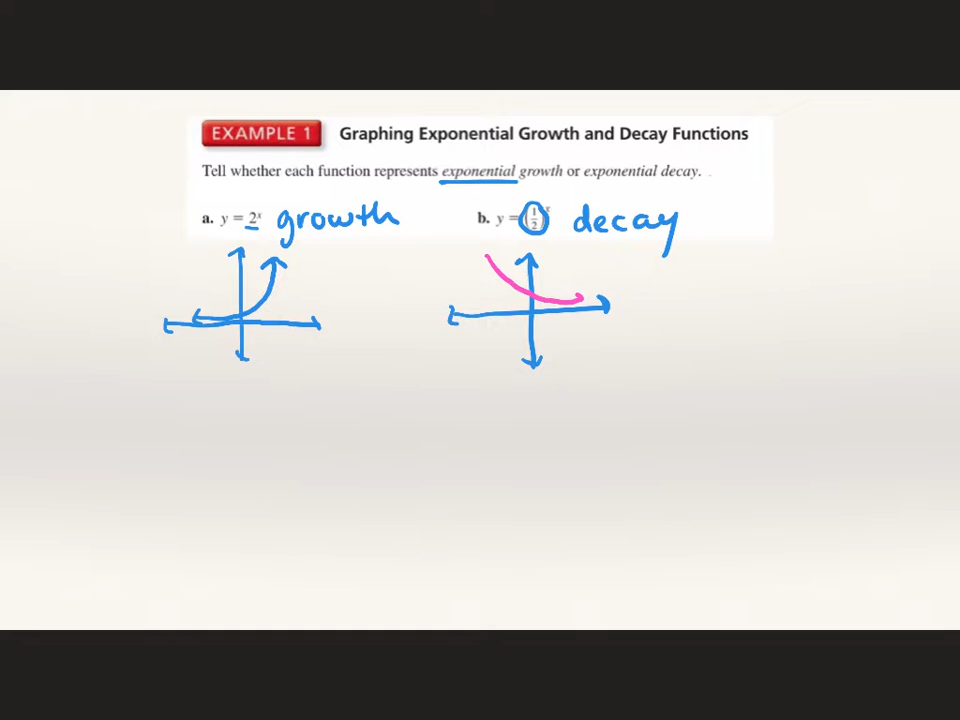 EXAMPLE 1 Graphing Exponential Growth and Decay Functions
Tell whether each function represents exponential growth or exponential decay.
a. y = 2ˣ growth b. y = (1/2)ˣ decay